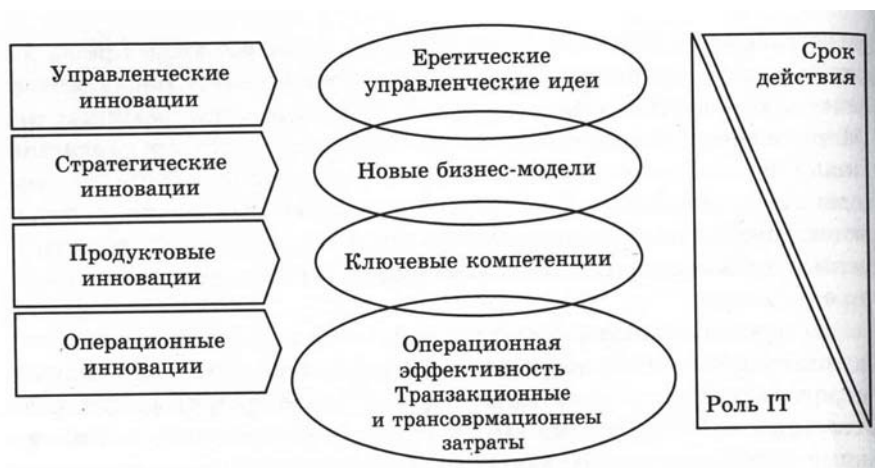 Управленческие
инновации
Еретические
управленческие идеи
Срок
действия
Стратегические
инновации
Новые бизнес-модели
Продуктовые
инновации
Ключевые компетенции
Операционные
инновации
Операционная
эффективность
Транзакционные
и трансоврмационнеы
затраты
Роль IT